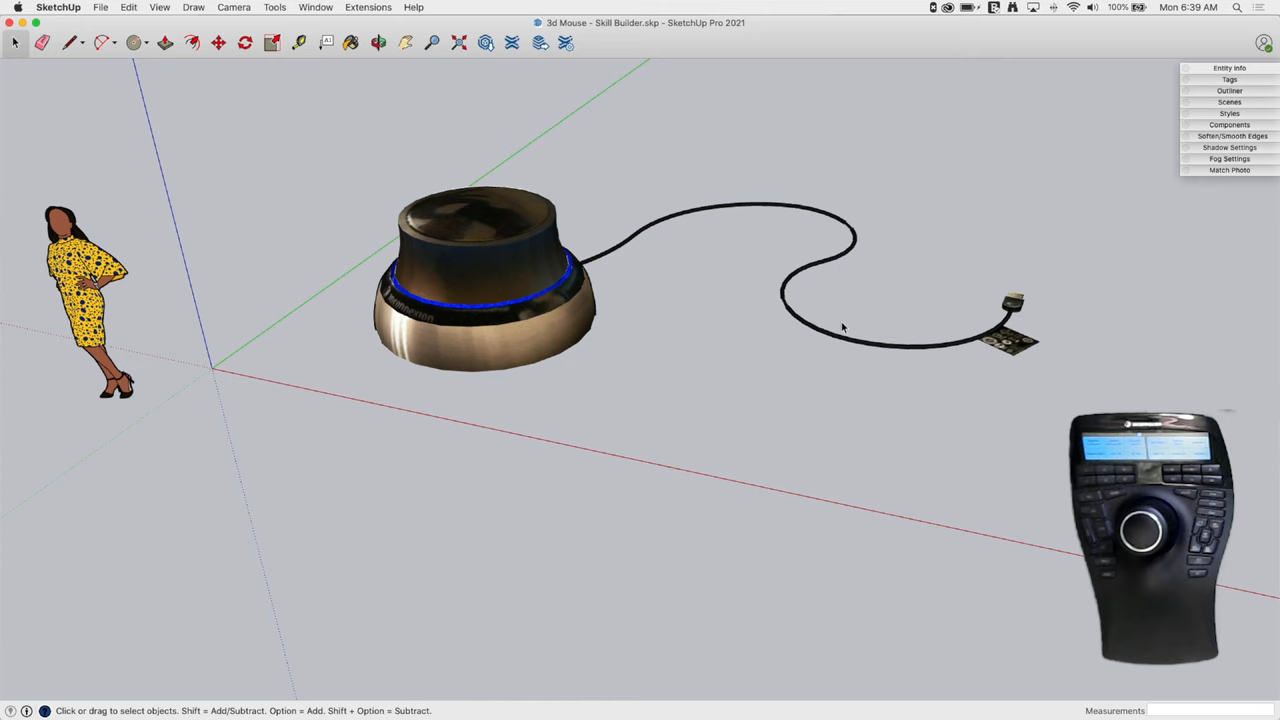 SketchUp File Edit View Draw Camera Tools Window Extensions Help 100% Mon 6:39 AM
3d Mouse - Skill Builder.skp - SketchUp Pro 2021
A1
Entity Info
Tags
Outliner
Scenes
Styles
Components
Soften/Smooth Edges
Shadow Settings
Fog Settings
Match Photo
3connexion
Click or drag to select objects. Shift = Add/Subtract. Option = Add. Shift + Option = Subtract.
Measurements